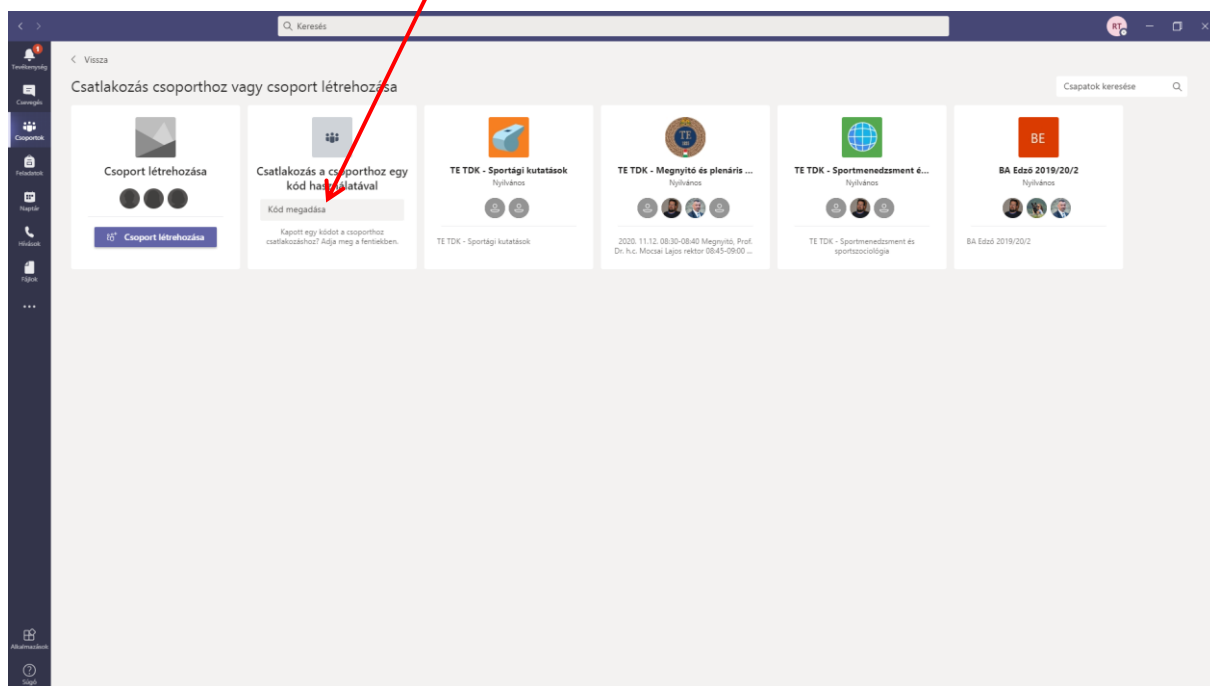 Keresés
RT
1
Tevékenység
Csevegés
Csoportok
Feladatok
Naptár
Hívások
Fájlok
Alkalmazások
Súgó
Vissza
Csatlakozás csoporthoz vagy csoport létrehozása
Csapatok keresése
Csoport létrehozása
Csoport létrehozása
Csatlakozás a csoporthoz egy
kód használatával
Kód megadása
Kapott egy kódot a csoporthoz
csatlakozáshoz? Adja meg a fentiekben.
TE TDK - Sportági kutatások
Nyilvános
TE TDK - Sportági kutatások
TE
TE TDK - Megnyitó és plenáris ...
Nyilvános
2020. 11.12. 08:30-08:40 Megnyitó, Prof.
Dr. h.c. Mocsai Lajos rektor 08:45-09:00 ...
TE TDK - Sportmenedzsment é...
Nyilvános
TE TDK - Sportmenedzsment és
sportszociológia
BE
BA Edző 2019/20/2
Nyilvános
BA Edző 2019/20/2